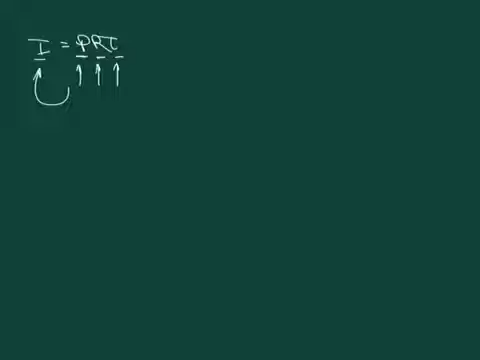 I = PRT